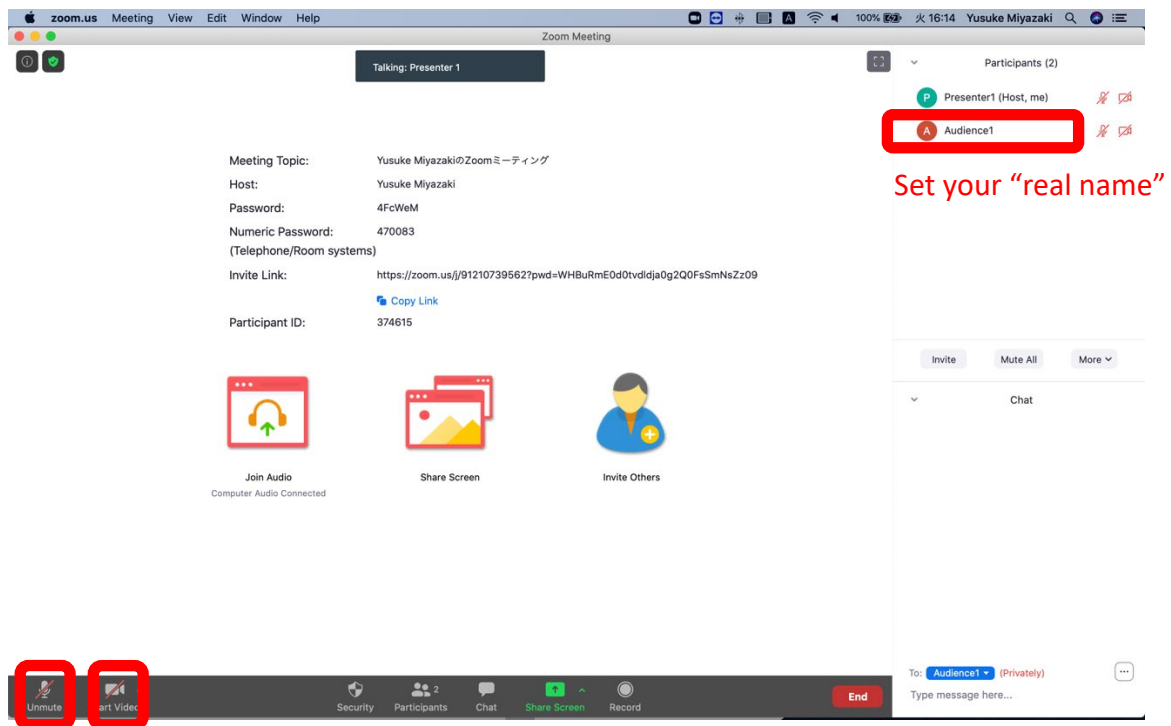 zoom.us Meeting View Edit Window Help 100% 火 16:14 Yusuke Miyazaki
Zoom Meeting
Talking: Presenter 1
Participants (2)
P Presenter1 (Host, me)
A Audience1
Set your “real name”
Meeting Topic: Yusuke MiyazakiのZoomミーティング
Host: Yusuke Miyazaki
Password: 4FcWeM
Numeric Password: 470083
(Telephone/Room systems)
Invite Link: https://zoom.us/j/91210739562?pwd=WHBuRmE0d0tvdldja0g2Q0FsSmNsZz09
Copy Link
Participant ID: 374615
Invite Mute All More
Chat
Join Audio Share Screen Invite Others
Computer Audio Connected
To: Audience1 (Privately)
Type message here...
Unmute art Video Security Participants 2 Chat Share Screen Record End